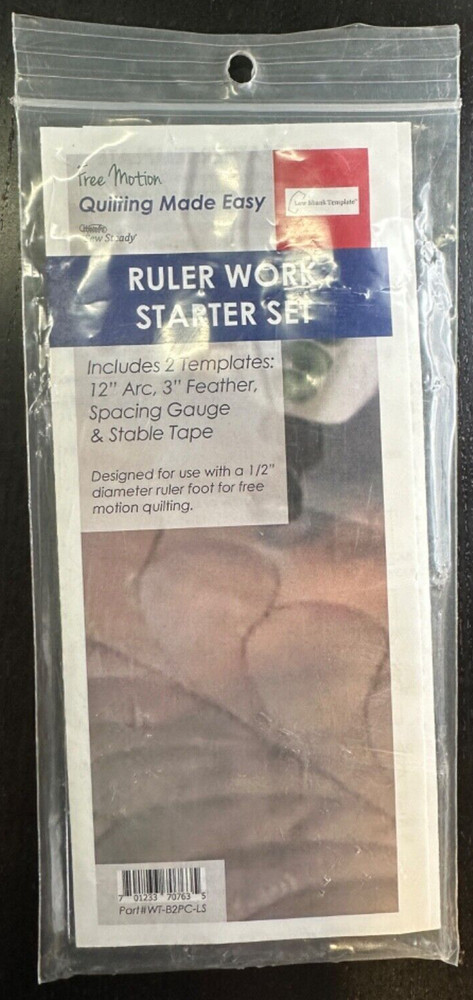 Free Motion
Quilting Made Easy
Sew Steady
Low Shank Template
RULER WORK
STARTER SET
Includes 2 Templates:
12" Arc, 3" Feather,
Spacing Gauge
& Stable Tape
Designed for use with a 1/2"
diameter ruler foot for free
motion quilting.
7 01233 70763 5
Part#WT-B2PC-LS